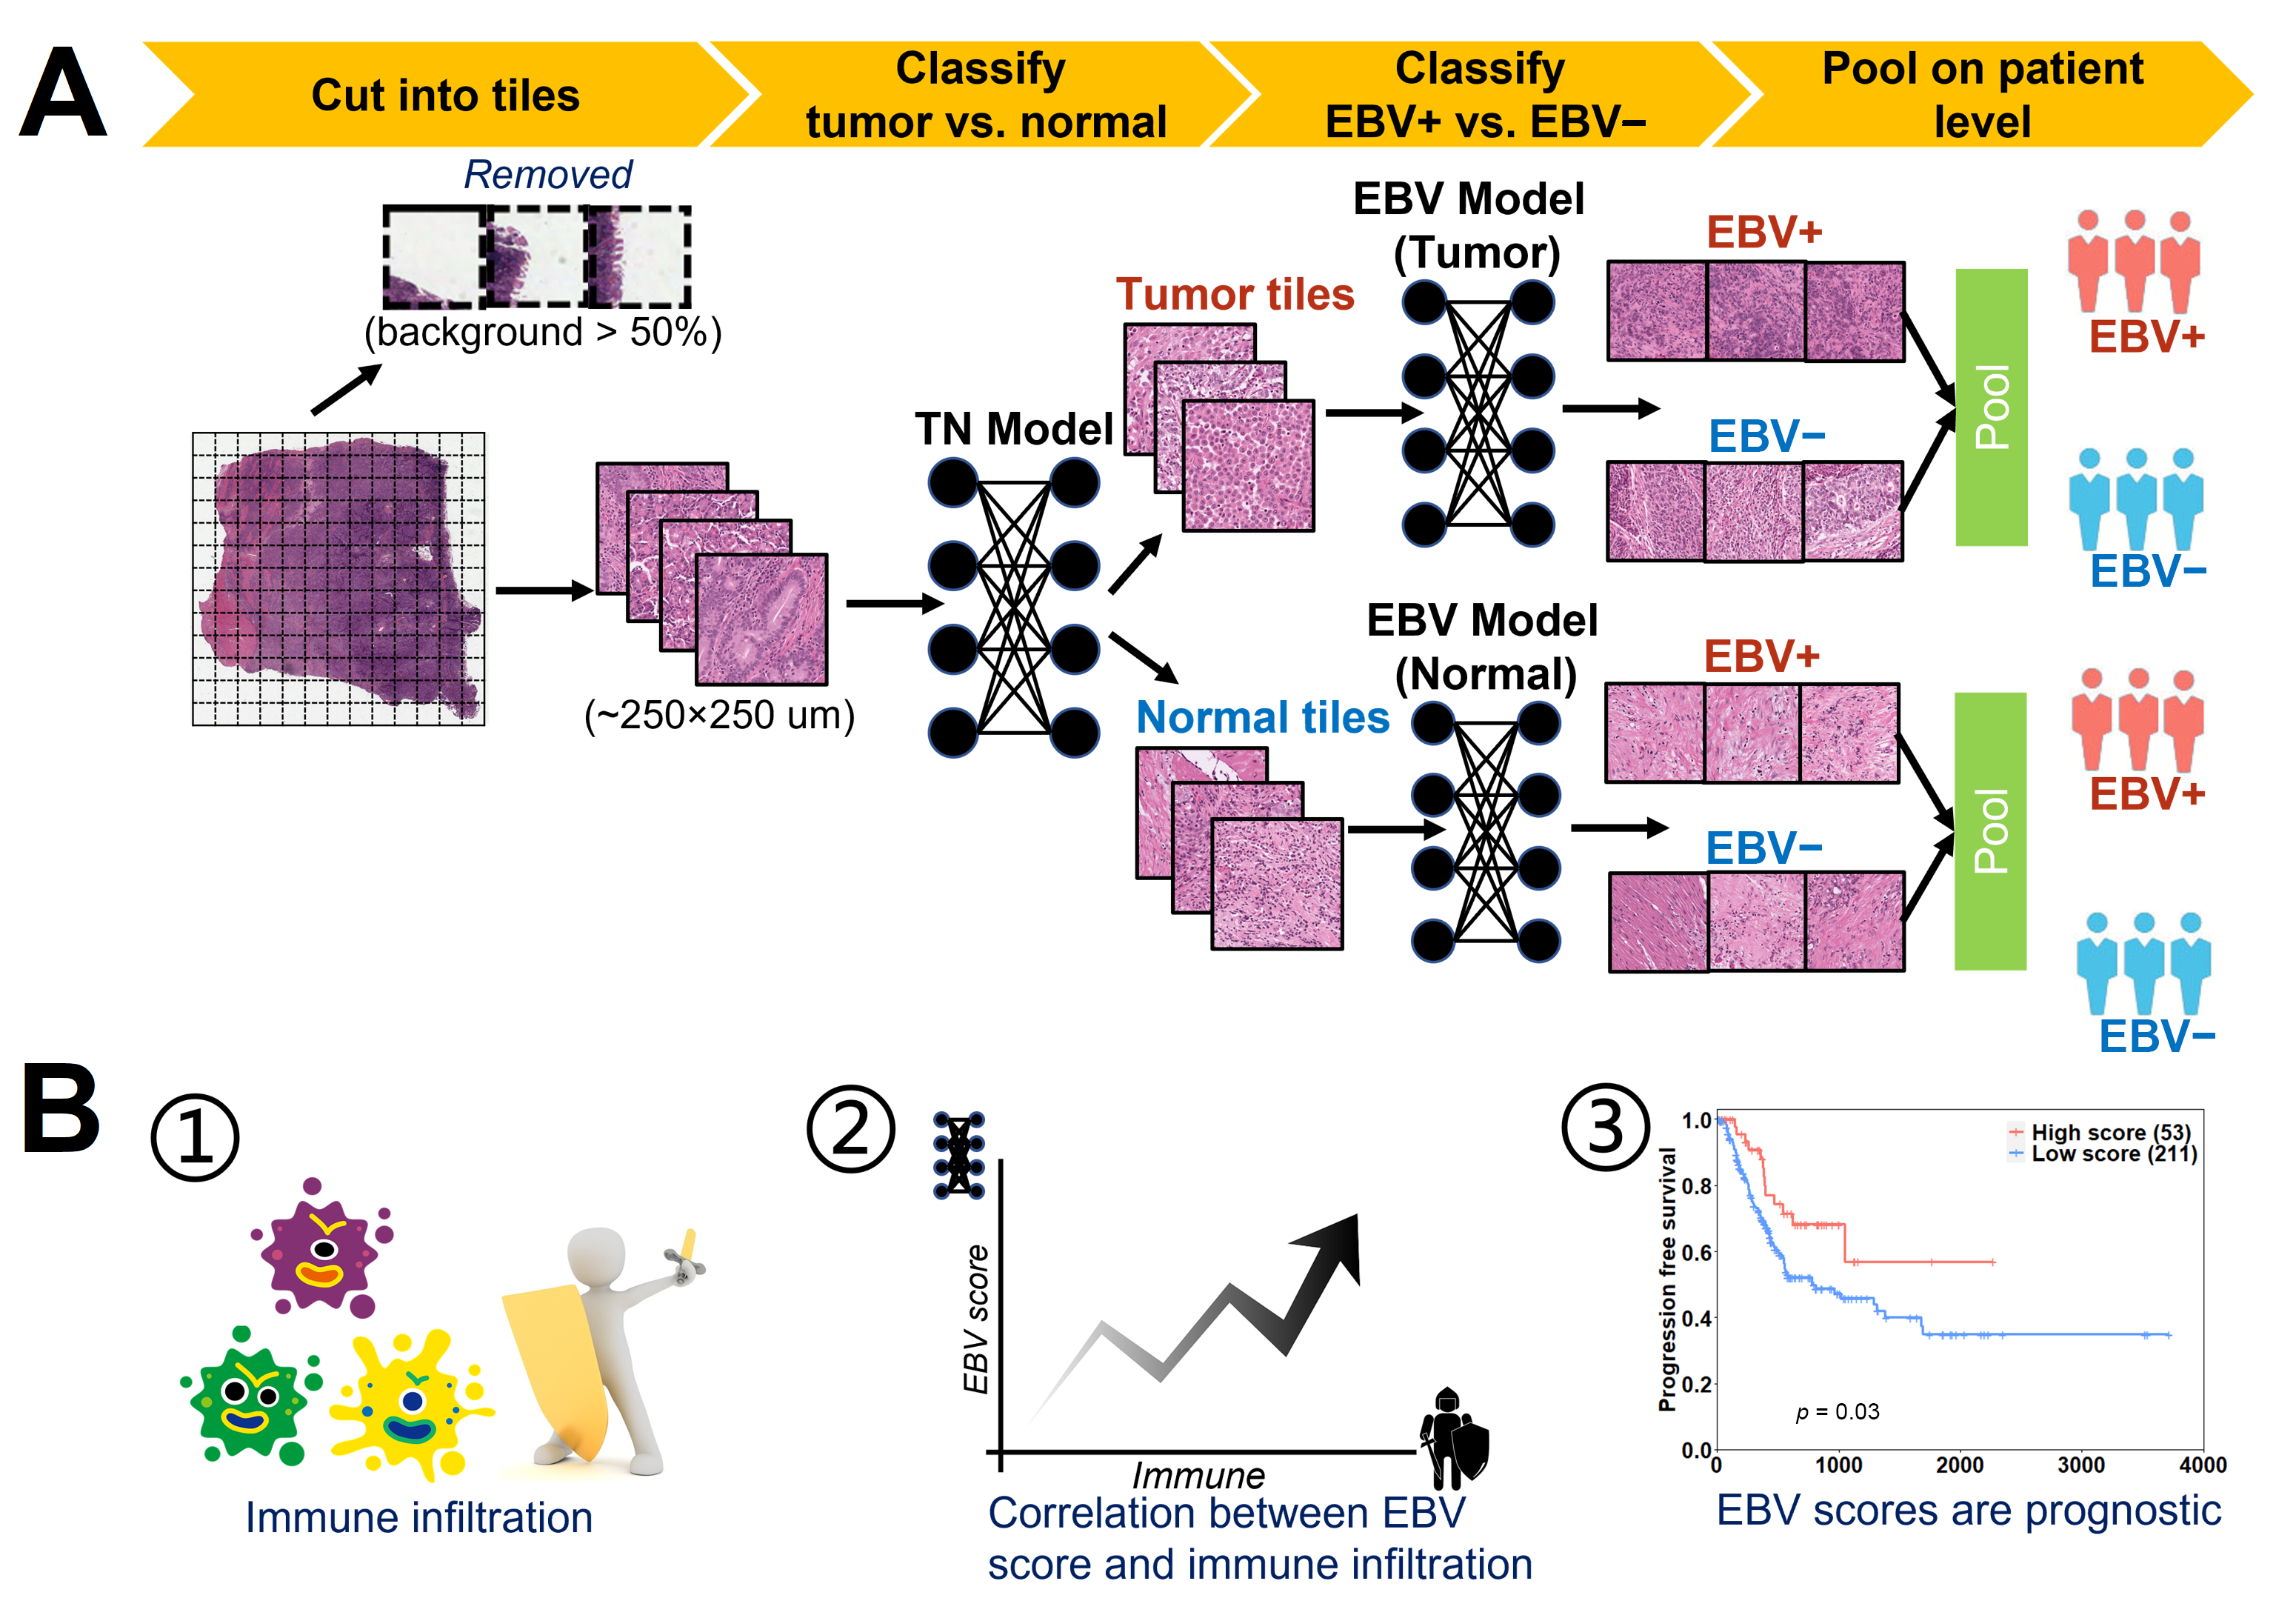 A
Cut into tiles
Classify
tumor vs. normal
Classify
EBV+ vs. EBV−
Pool on patient
level
Removed
(background > 50%)
(~250×250 um)
TN Model
Tumor tiles
Normal tiles
EBV Model
(Tumor)
EBV+
EBV−
Pool
EBV+
EBV−
EBV Model
(Normal)
EBV+
EBV−
Pool
EBV+
EBV−
B
①
Immune infiltration
②
EBV score
Immune
Correlation between EBV
score and immune infiltration
③
Progression free survival
1.0
0.8
0.6
0.4
0.2
0.0
High score (53)
Low score (211)
p = 0.03
0
1000
2000
3000
4000
EBV scores are prognostic